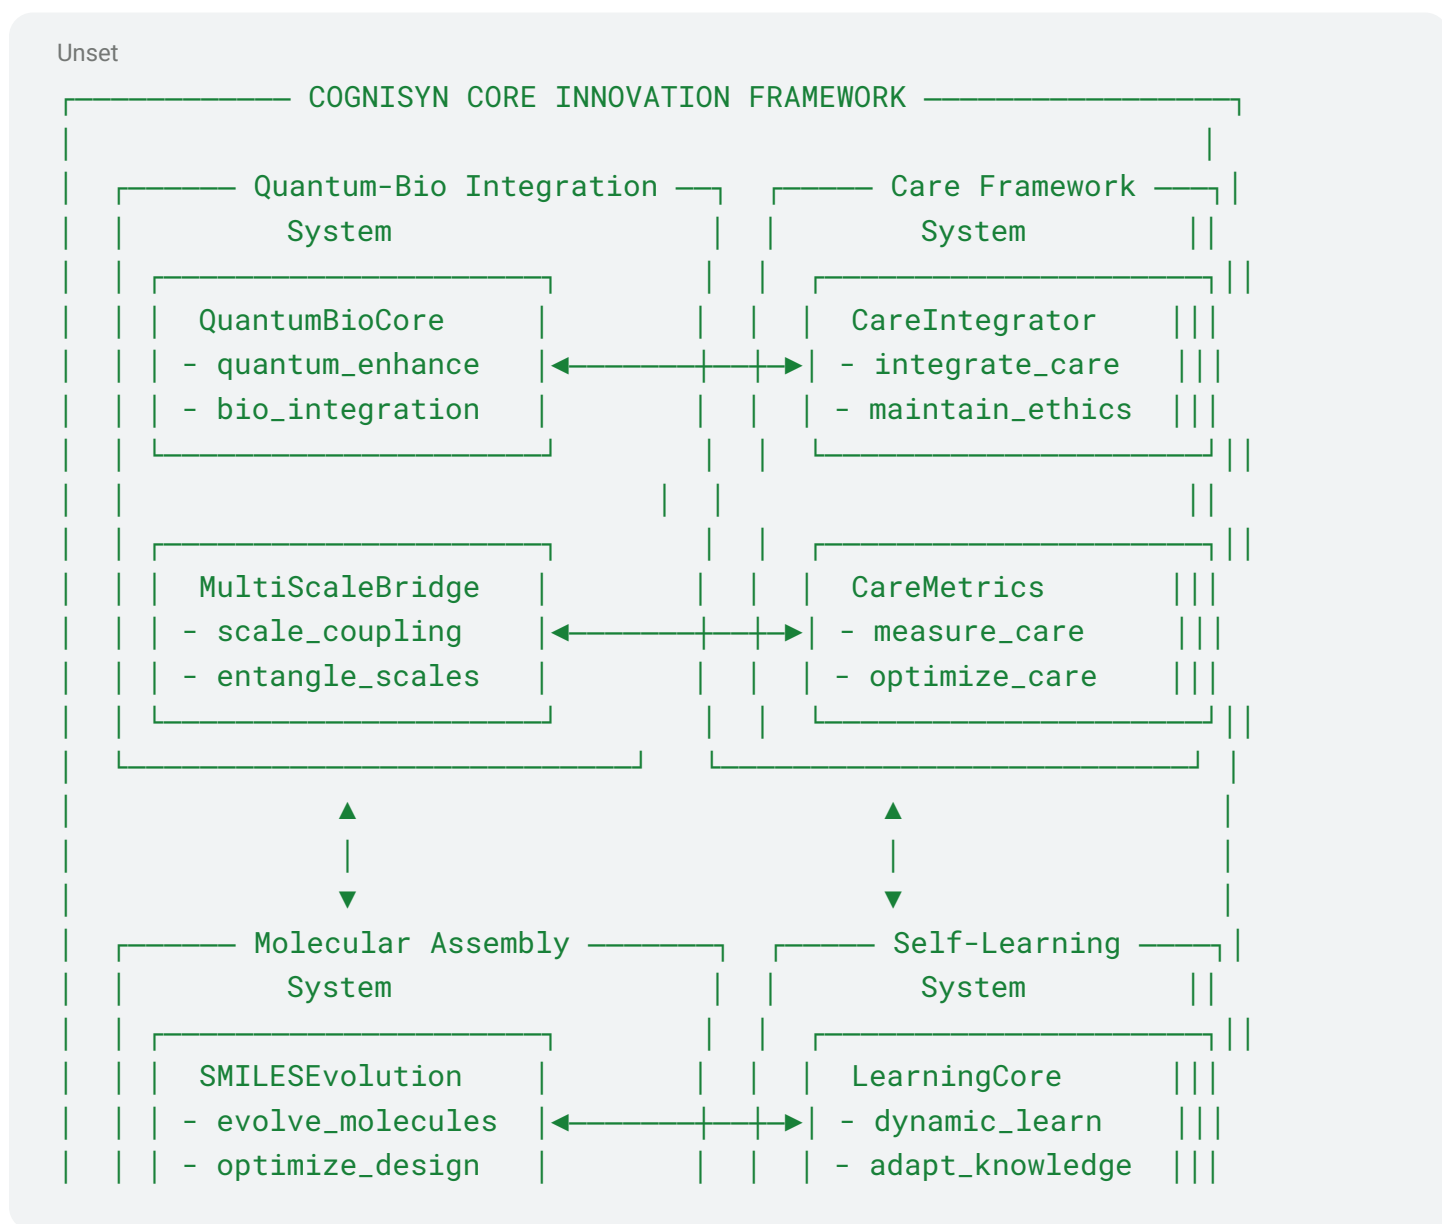 Unset
┌──────────── COGNISYN CORE INNOVATION FRAMEWORK ─────────────────┐
│ │
│ ┌────── Quantum-Bio Integration ──┐ ┌───── Care Framework ───┐│
│ │ System │ │ System ││
│ │ ┌─────────────────────┐ │ │ ┌─────────────────────┐││
│ │ │ QuantumBioCore │ │ │ │ CareIntegrator │││
│ │ │ - quantum_enhance │◄───────┼──┼─►│ - integrate_care │││
│ │ │ - bio_integration │ │ │ │ - maintain_ethics │││
│ │ └─────────────────────┘ │ │ └─────────────────────┘││
│ │ │ │ ││
│ │ ┌─────────────────────┐ │ │ ┌─────────────────────┐││
│ │ │ MultiScaleBridge │ │ │ │ CareMetrics │││
│ │ │ - scale_coupling │◄───────┼──┼─►│ - measure_care │││
│ │ │ - entangle_scales │ │ │ │ - optimize_care │││
│ │ └─────────────────────┘ │ │ └─────────────────────┘││
│ └────────────────────────────┘ └──────────────────────────┘ │
│ ▲ ▲ │
│ │ │ │
│ ▼ ▼ │
│ ┌────── Molecular Assembly ───────┐ ┌───── Self-Learning ────┐│
│ │ System │ │ System ││
│ │ ┌─────────────────────┐ │ │ ┌─────────────────────┐││
│ │ │ SMILESEvolution │ │ │ │ LearningCore │││
│ │ │ - evolve_molecules │◄───────┼──┼─►│ - dynamic_learn │││
│ │ │ - optimize_design │ │ │ │ - adapt_knowledge │││